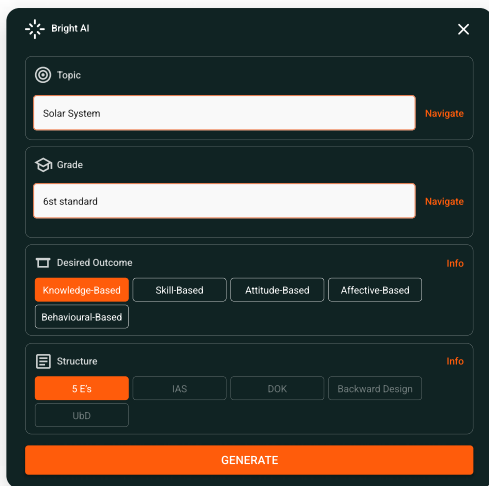 Bright AI
Topic
Solar System
Navigate
Grade
6st standard
Navigate
Desired Outcome
Info
Knowledge-Based
Skill-Based
Attitude-Based
Affective-Based
Behavioural-Based
Structure
Info
5 E's
IAS
DOK
Backward Design
UbD
GENERATE